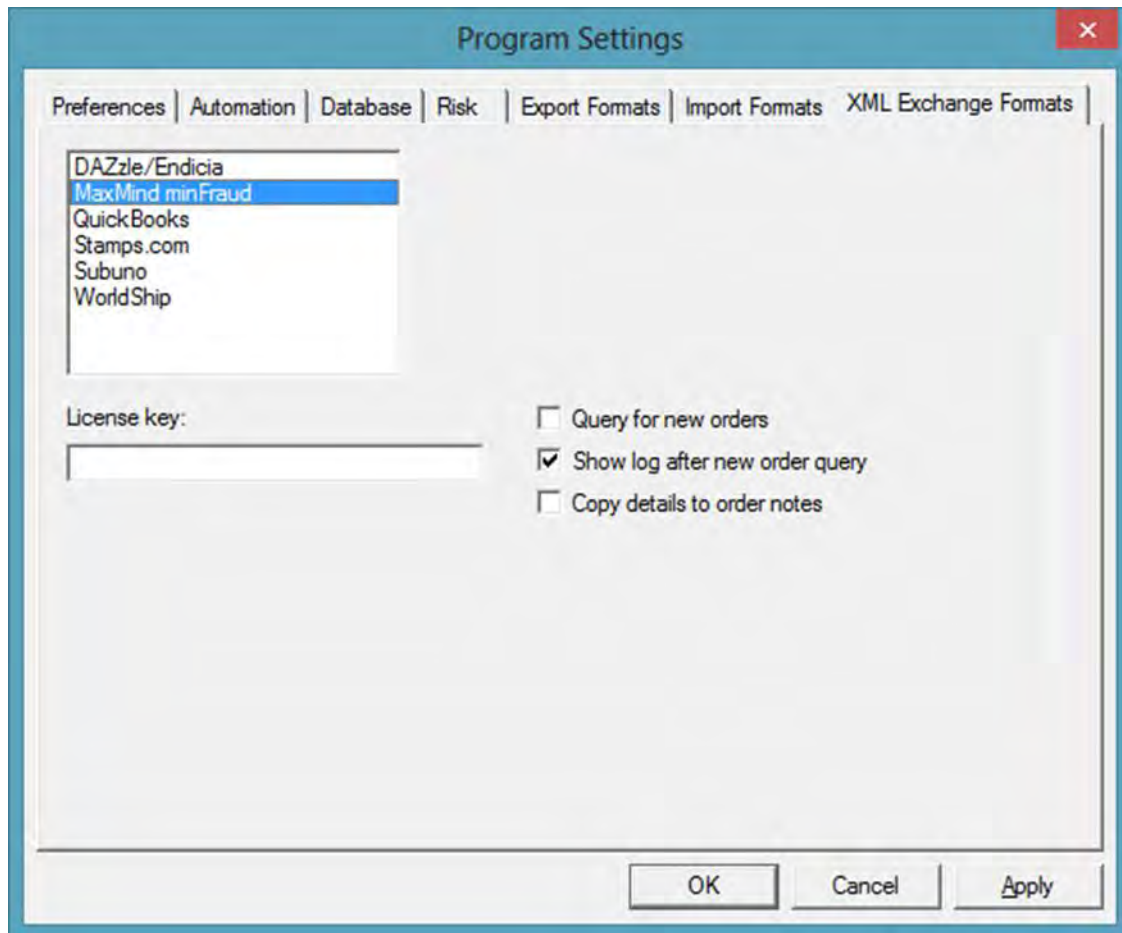 Program Settings
Preferences Automation Database Risk Export Formats Import Formats XML Exchange Formats
DAZzle/Endicia
MaxMind minFraud
QuickBooks
Stamps.com
Subuno
WorldShip
License key:
Query for new orders
Show log after new order query
Copy details to order notes
OK Cancel Apply